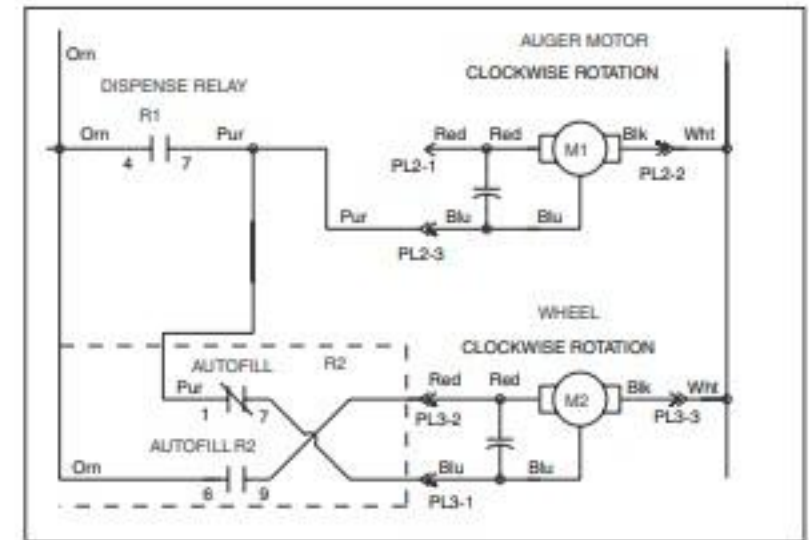 Orn
AUGER MOTOR
CLOCKWISE ROTATION
DISPENSE RELAY
R1
Orn
4
7
Pur
Red
Red
M1
Blk
Wht
PL2-1
PL2-2
Pur
Blu
Blu
PL2-3
WHEEL
CLOCKWISE ROTATION
AUTOFILL
R2
Pur
1
7
Red
Red
M2
Blk
Wht
PL3-2
PL3-3
AUTOFILL R2
Orn
6
9
Blu
Blu
PL3-1